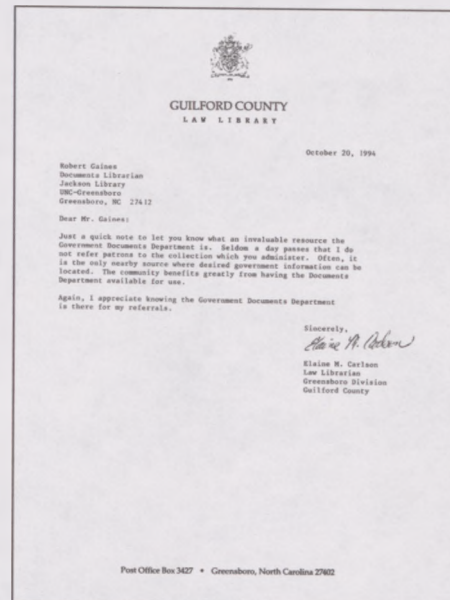 GUILFORD COUNTY
LAW LIBRARY
October 20, 1994
Robert Gaines
Documents Librarian
Jackson Library
UNC-Greensboro
Greensboro, NC 27412
Dear Mr. Gaines:
Just a quick note to let you know what an invaluable resource the
Government Documents Department is. Seldom a day passes that I do
not refer patrons to the collection which you administer. Often, it
is the only nearby source where desired government information can be
located. The community benefits greatly from having the Documents
Department available for use.
Again, I appreciate knowing the Government Documents Department
is there for my referrals.
Sincerely,
Elaine M. Carlson
Elaine M. Carlson
Law Librarian
Greensboro Division
Guilford County
Post Office Box 3427 • Greensboro, North Carolina 27402